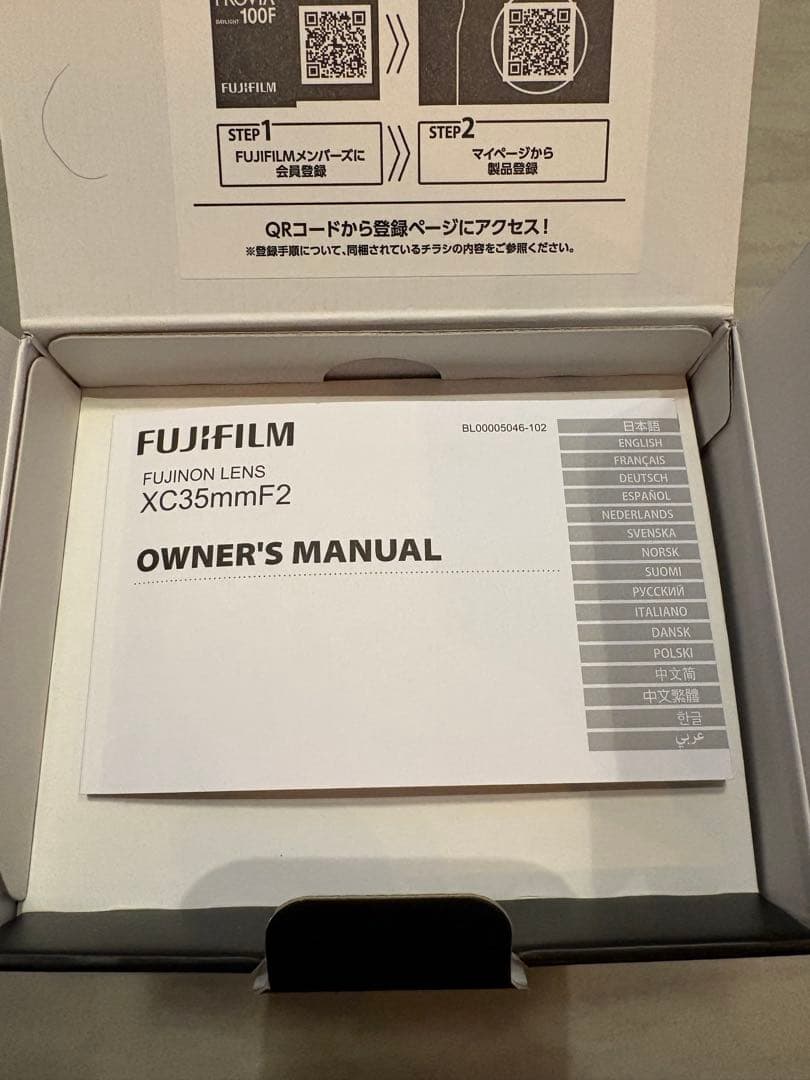 PROVIA
DAYLIGHT 100F
FUJIFILM
STEP1
FUJIFILMメンバーズに
会員登録
STEP2
マイページから
製品登録
QRコードから登録ページにアクセス！
※登録手順について、同梱されているチラシの内容をご参照ください。
FUJIFILM
BL00005046-102
FUJINON LENS
XC35mmF2
OWNER'S MANUAL
日本語
ENGLISH
FRANÇAIS
DEUTSCH
ESPAÑOL
NEDERLANDS
SVENSKA
NORSK
SUOMI
РУССКИЙ
ITALIANO
DANSK
POLSKI
中文简
中文繁體
한글
عربي